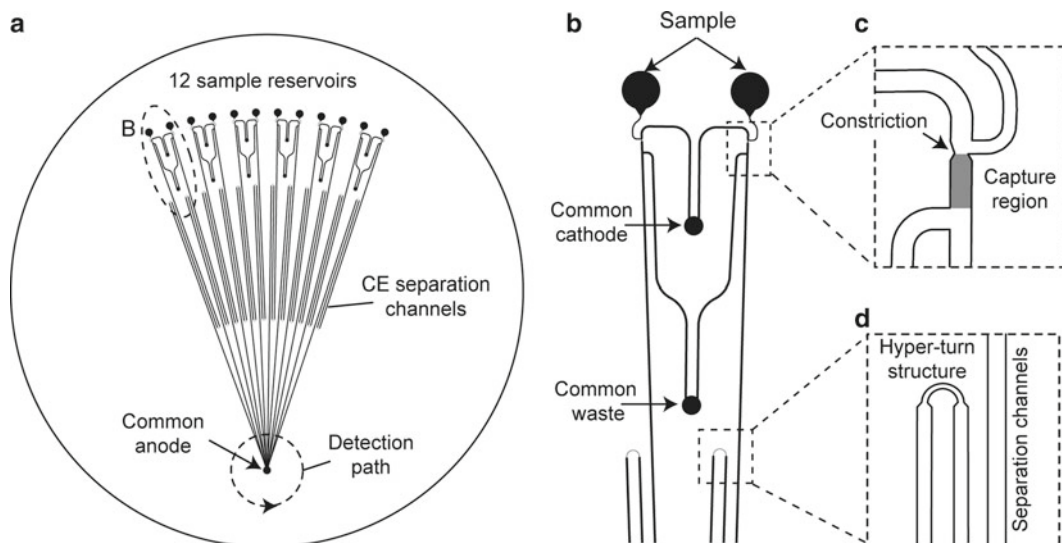 a
12 sample reservoirs
B
CE separation
channels
Common
anode
Detection
path
b
Sample
Common
cathode
Common
waste
c
Constriction
Capture
region
d
Hyper-turn
structure
Separation channels